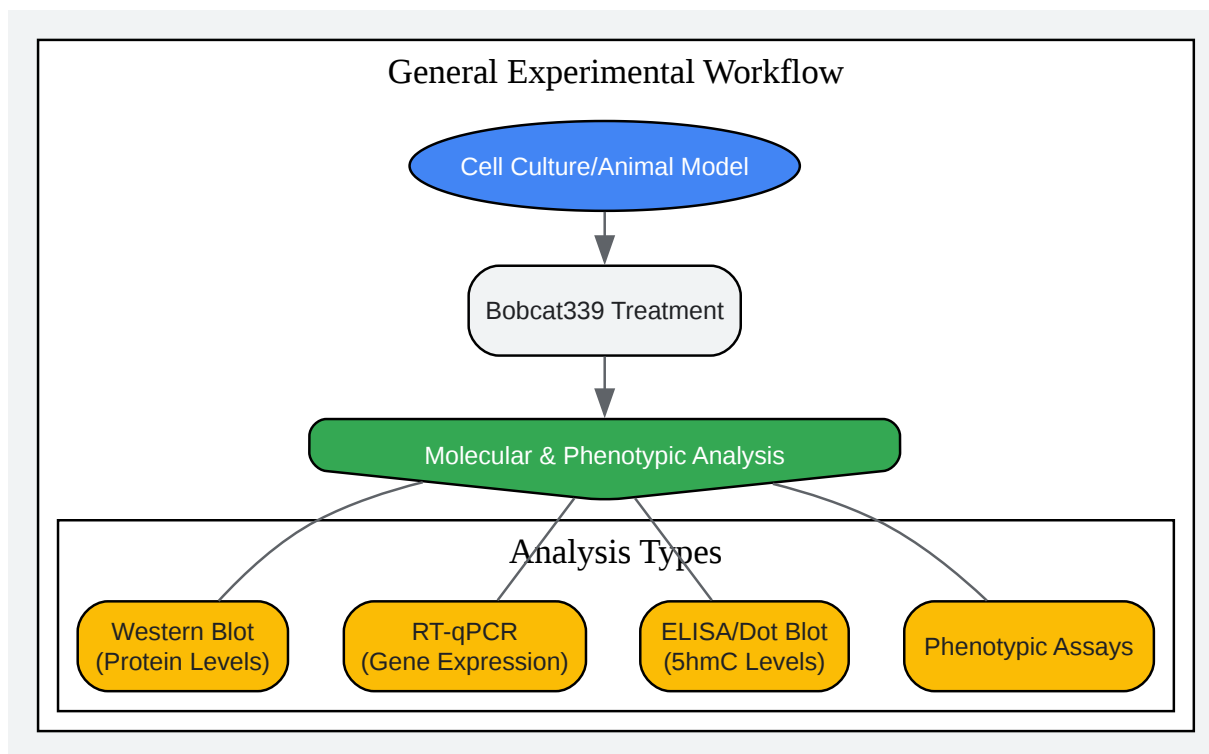 General Experimental Workflow
Cell Culture/Animal Model
Bobcat339 Treatment
Molecular & Phenotypic Analysis
Analysis Types
Western Blot
(Protein Levels)
RT-qPCR
(Gene Expression)
ELISA/Dot Blot
(5hmC Levels)
Phenotypic Assays